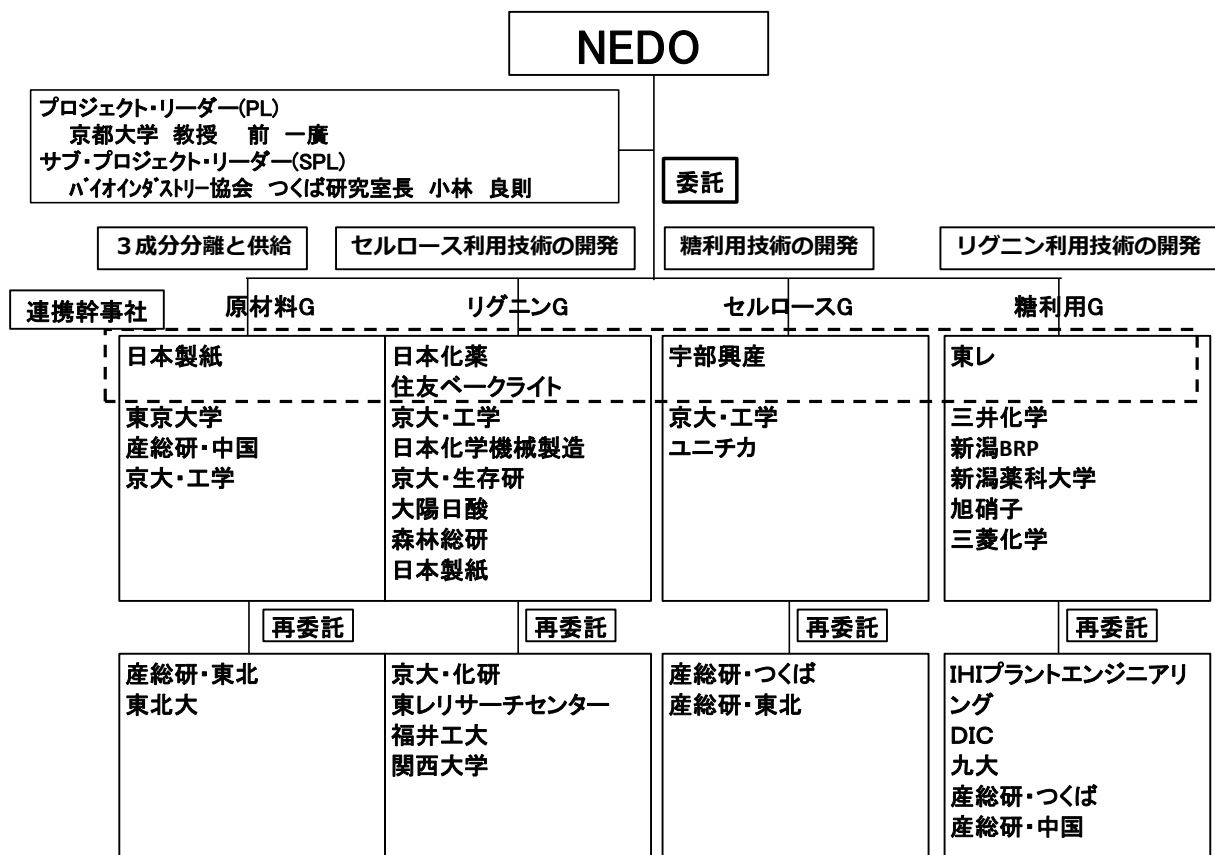 NEDO
プロジェクト・リーダー(PL)
京都大学 教授 前 一廣
サブ・プロジェクト・リーダー(SPL)
バイオインダストリー協会 つくば研究室長 小林 良則
委託
３成分分離と供給
セルロース利用技術の開発
糖利用技術の開発
リグニン利用技術の開発
連携幹事社
原材料G
リグニンG
セルロースG
糖利用G
日本製紙
東京大学
産総研・中国
京大・工学
日本化薬
住友ベークライト
京大・工学
日本化学機械製造
京大・生存研
大陽日酸
森林総研
日本製紙
宇部興産
京大・工学
ユニチカ
東レ
三井化学
新潟BRP
新潟薬科大学
旭硝子
三菱化学
再委託
再委託
再委託
再委託
産総研・東北
東北大
京大・化研
東レリサーチセンター
福井工大
関西大学
産総研・つくば
産総研・東北
IHIプラントエンジニアリ
ング
DIC
九大
産総研・つくば
産総研・中国